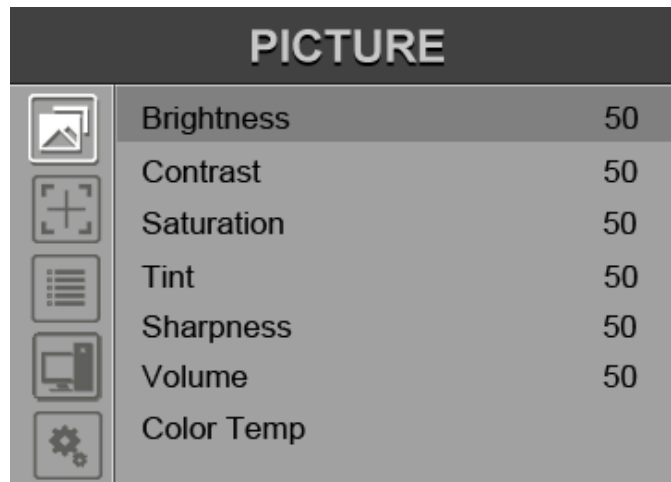 PICTURE
Brightness 50
Contrast 50
Saturation 50
Tint 50
Sharpness 50
Volume 50
Color Temp